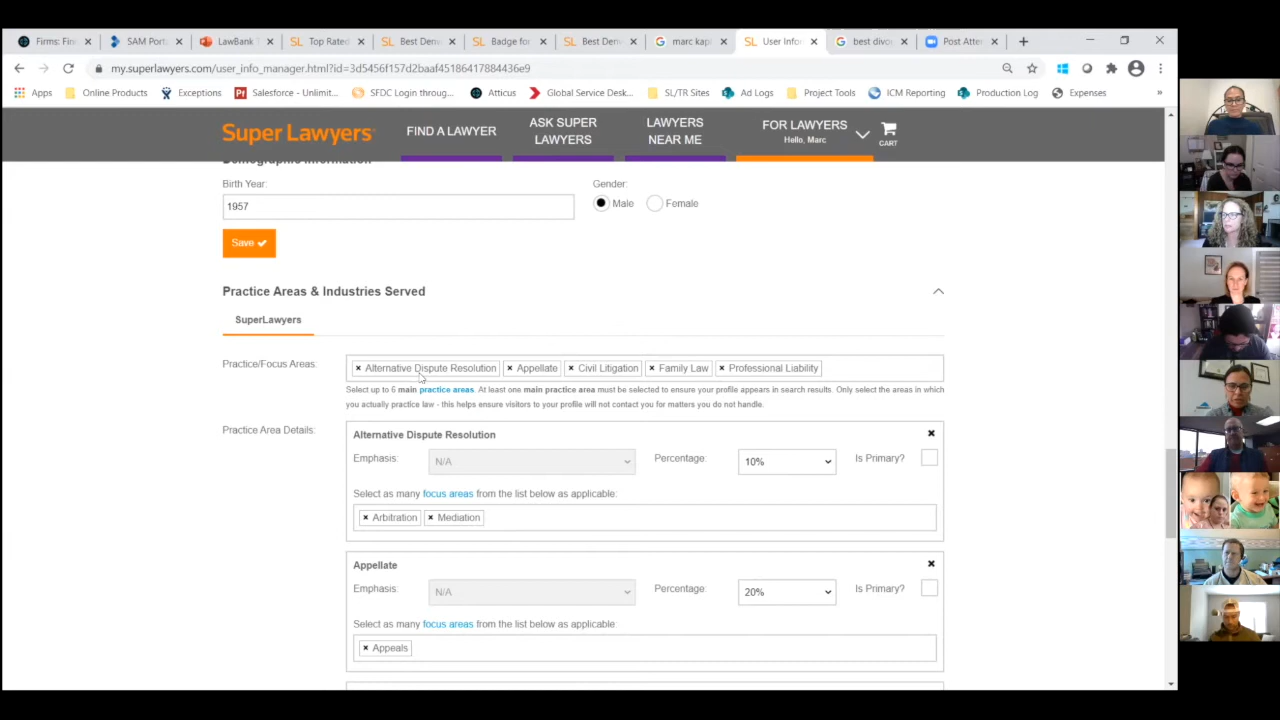 Firms: Fin
SAM Port
LawBank T
Top Rated
Best Denv
Badge for
Best Denv
marc kap
User Info
best divo
Post Atte
my.superlawyers.com/user_info_manager.html?id=3d5456f157d2baaf45186417884436e9
Apps
Online Products
Exceptions
Salesforce - Unlimit...
SFDC Login throug...
Atticus
Global Service Desk...
SL/TR Sites
Ad Logs
Project Tools
ICM Reporting
Production Log
Expenses
»
Super Lawyers
FIND A LAWYER
ASK SUPER LAWYERS
LAWYERS NEAR ME
FOR LAWYERS
Hello, Marc
CART
Demographic Information
Birth Year:
Gender:
1957
Male
Female
Save
Practice Areas & Industries Served
SuperLawyers
Practice/Focus Areas:
× Alternative Dispute Resolution × Appellate × Civil Litigation × Family Law × Professional Liability
Select up to 6 main practice areas. At least one main practice area must be selected to ensure your profile appears in search results. Only select the areas in which
you actually practice law - this helps ensure visitors to your profile will not contact you for matters you do not handle.
Practice Area Details:
Alternative Dispute Resolution
Emphasis: N/A Percentage: 10% Is Primary?
Select as many focus areas from the list below as applicable:
× Arbitration × Mediation
Appellate
Emphasis: N/A Percentage: 20% Is Primary?
Select as many focus areas from the list below as applicable:
× Appeals